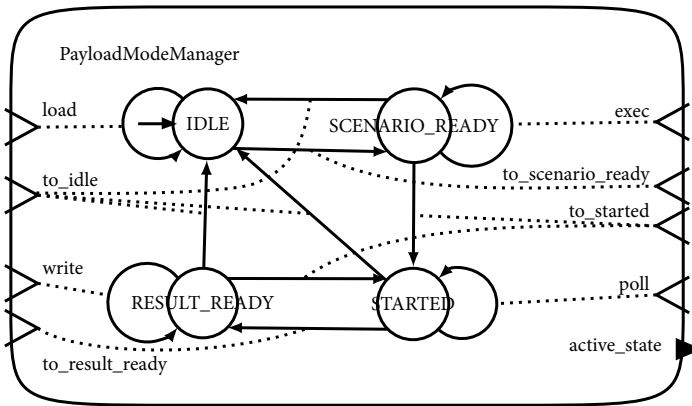 PayloadModeManager
load
exec
IDLE
SCENARIO_READY
to_idle
to_scenario_ready
to_started
write
poll
RESULT_READY
STARTED
active_state
to_result_ready